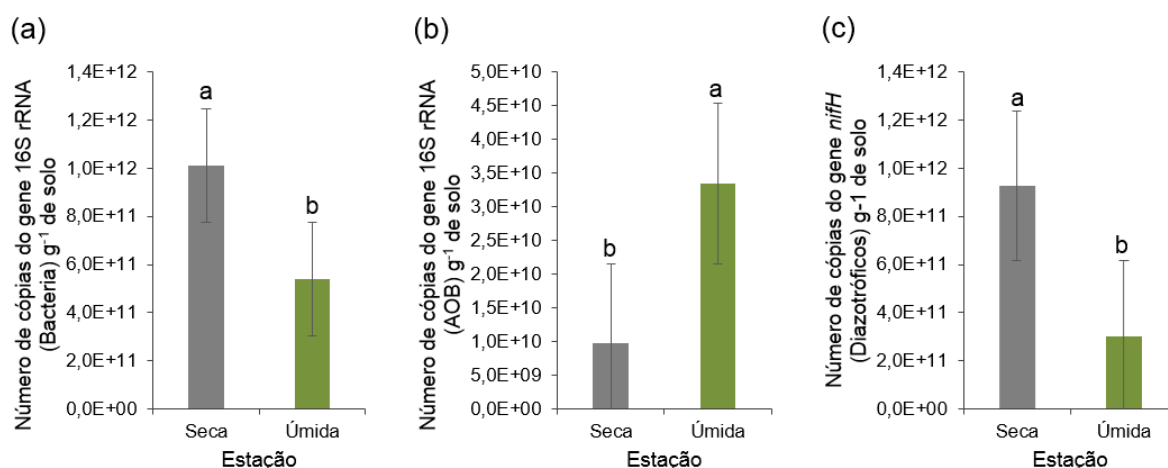 (a)
Número de cópias do gene 16S rRNA
(Bacteria) g⁻¹ de solo
1,4E+12
1,2E+12
1,0E+12
8,0E+11
6,0E+11
4,0E+11
2,0E+11
0,0E+00
a
b
Seca Úmida
Estação
(b)
Número de cópias do gene 16S rRNA
(AOB) g⁻¹ de solo
5,0E+10
4,5E+10
4,0E+10
3,5E+10
3,0E+10
2,5E+10
2,0E+10
1,5E+10
1,0E+10
5,0E+09
0,0E+00
b
a
Seca Úmida
Estação
(c)
Número de cópias do gene nifH
(Diazotróficos) g-1 de solo
1,4E+12
1,2E+12
1,0E+12
8,0E+11
6,0E+11
4,0E+11
2,0E+11
0,0E+00
a
b
Seca Úmida
Estação